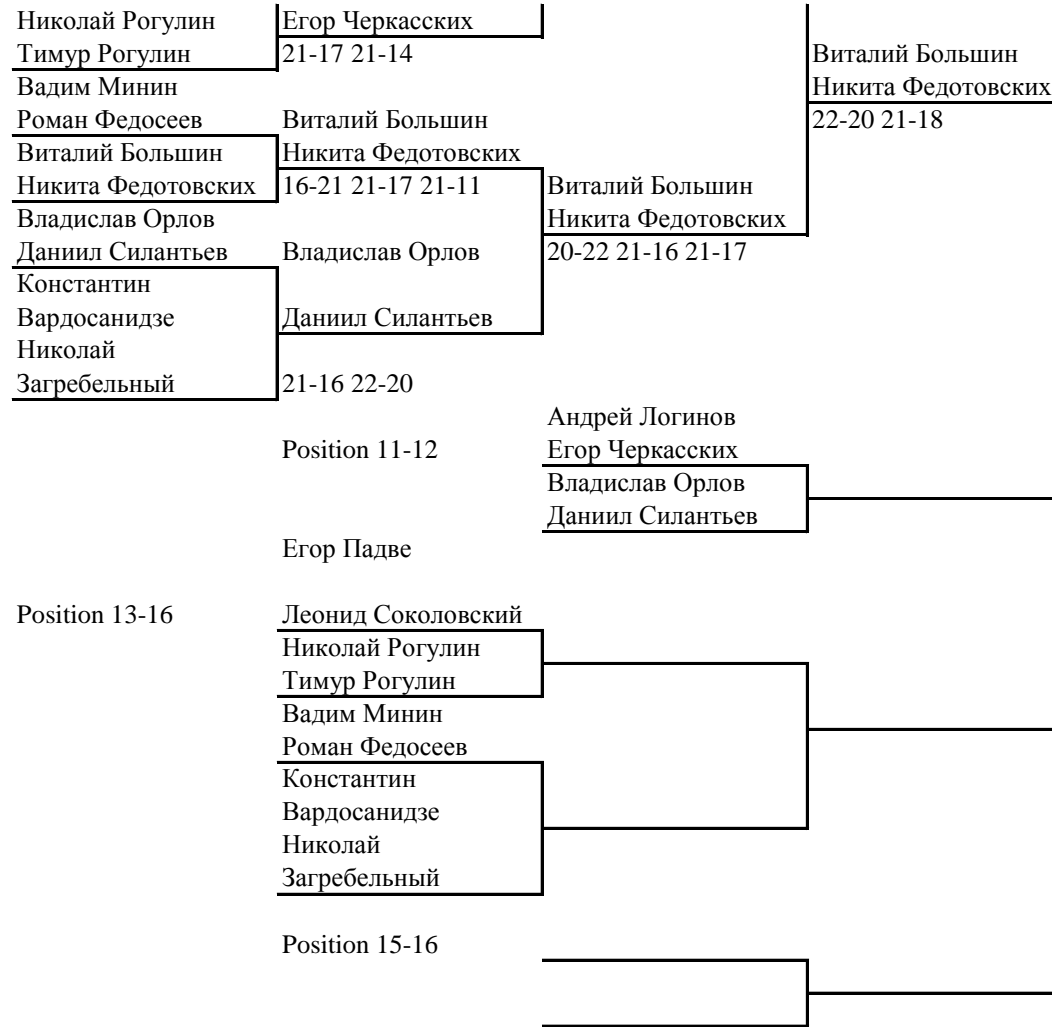 Николай Рогулин
Егор Черкасских
Тимур Рогулин
21-17 21-14
Виталий Большин
Вадим Минин
Никита Федотовских
Роман Федосеев
Виталий Большин
22-20 21-18
Виталий Большин
Никита Федотовских
Никита Федотовских
16-21 21-17 21-11
Виталий Большин
Владислав Орлов
Никита Федотовских
Даниил Силантьев
Владислав Орлов
20-22 21-16 21-17
Константин
Вардосанидзе
Даниил Силантьев
Николай
Загребельный
21-16 22-20
Андрей Логинов
Position 11-12
Егор Черкасских
Владислав Орлов
Даниил Силантьев
Егор Падве
Position 13-16
Леонид Соколовский
Николай Рогулин
Тимур Рогулин
Вадим Минин
Роман Федосеев
Константин
Вардосанидзе
Николай
Загребельный
Position 15-16